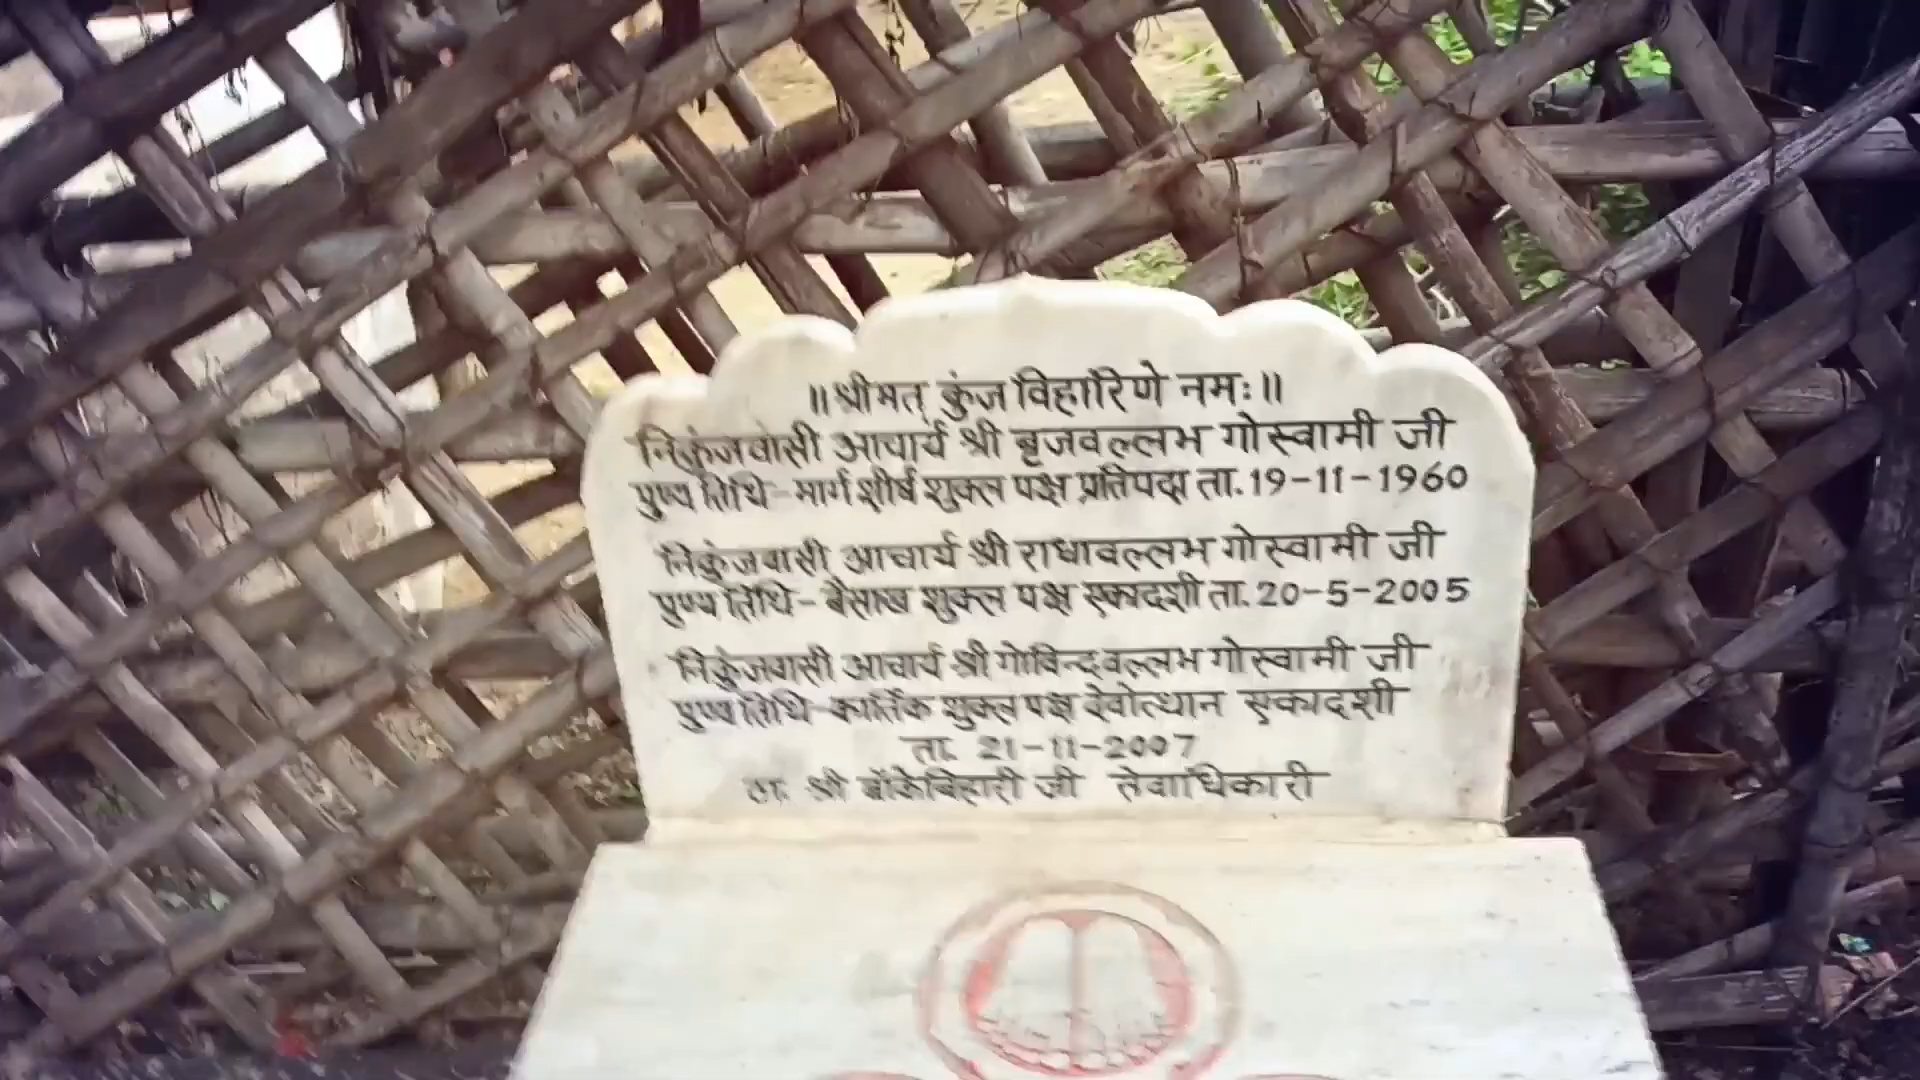 ॥ श्रीमत् कुंज विहारिणे नमः ॥
निकुंजवासी आचार्य श्री बृजवल्लभ गोस्वामी जी
पुण्य तिथि - मार्ग शीर्ष शुक्ल पक्ष प्रतिपदा ता. 19-11-1960
निकुंजवासी आचार्य श्री राधावल्लभ गोस्वामी जी
पुण्य तिथि - बैसाख शुक्ल पक्ष एकादशी ता. 20-5-2005
निकुंजवासी आचार्य श्री गोविन्दवल्लभ गोस्वामी जी
पुण्य तिथि - कार्तिक शुक्ल पक्ष देवोत्थान एकादशी
ता. 21-11-2007
ठा. श्री बाँकेबिहारी जी सेवाधिकारी